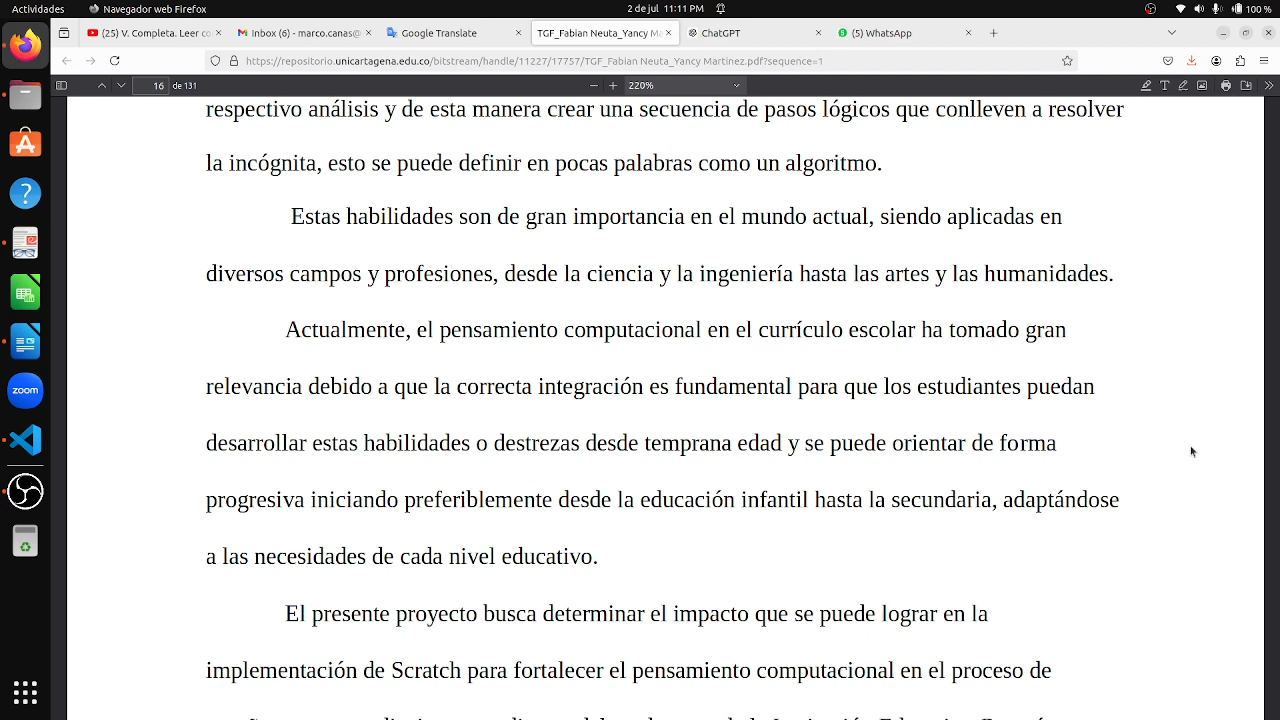 Actividades
Navegador web Firefox
2 de jul 11:11 PM
100 %
(25) V. Completa. Leer co
Inbox (6) - marco.canas@
Google Translate
TGF_Fabian Neuta_Yancy Ma
ChatGPT
(5) WhatsApp
https://repositorio.unicartagena.edu.co/bitstream/handle/11227/17757/TGF_Fabian Neuta_Yancy Martinez.pdf?sequence=1
16 de 131
220%
respectivo análisis y de esta manera crear una secuencia de pasos lógicos que conlleven a resolver
la incógnita, esto se puede definir en pocas palabras como un algoritmo.
Estas habilidades son de gran importancia en el mundo actual, siendo aplicadas en
diversos campos y profesiones, desde la ciencia y la ingeniería hasta las artes y las humanidades.
Actualmente, el pensamiento computacional en el currículo escolar ha tomado gran
relevancia debido a que la correcta integración es fundamental para que los estudiantes puedan
desarrollar estas habilidades o destrezas desde temprana edad y se puede orientar de forma
progresiva iniciando preferiblemente desde la educación infantil hasta la secundaria, adaptándose
a las necesidades de cada nivel educativo.
El presente proyecto busca determinar el impacto que se puede lograr en la
implementación de Scratch para fortalecer el pensamiento computacional en el proceso de
zoom